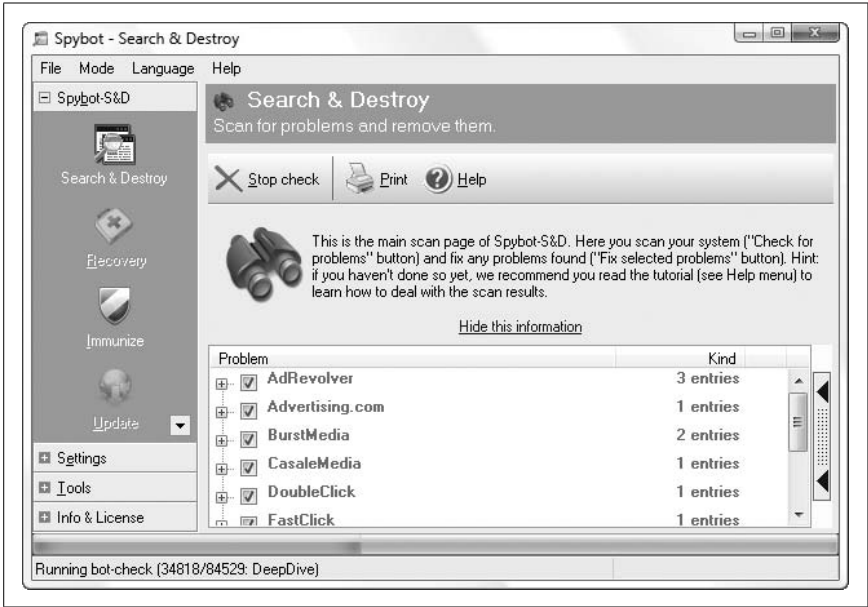 Spybot - Search & Destroy
File Mode Language Help
Spybot-S&D
Search & Destroy
Recovery
Immunize
Update
Settings
Tools
Info & License
Search & Destroy
Scan for problems and remove them.
Stop check Print Help
This is the main scan page of Spybot-S&D. Here you scan your system ("Check for
problems" button) and fix any problems found ("Fix selected problems" button). Hint:
if you haven't done so yet, we recommend you read the tutorial (see Help menu) to
learn how to deal with the scan results.
Hide this information
Problem Kind
AdRevolver 3 entries
Advertising.com 1 entries
BurstMedia 2 entries
CasaleMedia 1 entries
DoubleClick 1 entries
FastClick 1 entries
Running bot-check (34818/84529: DeepDive)